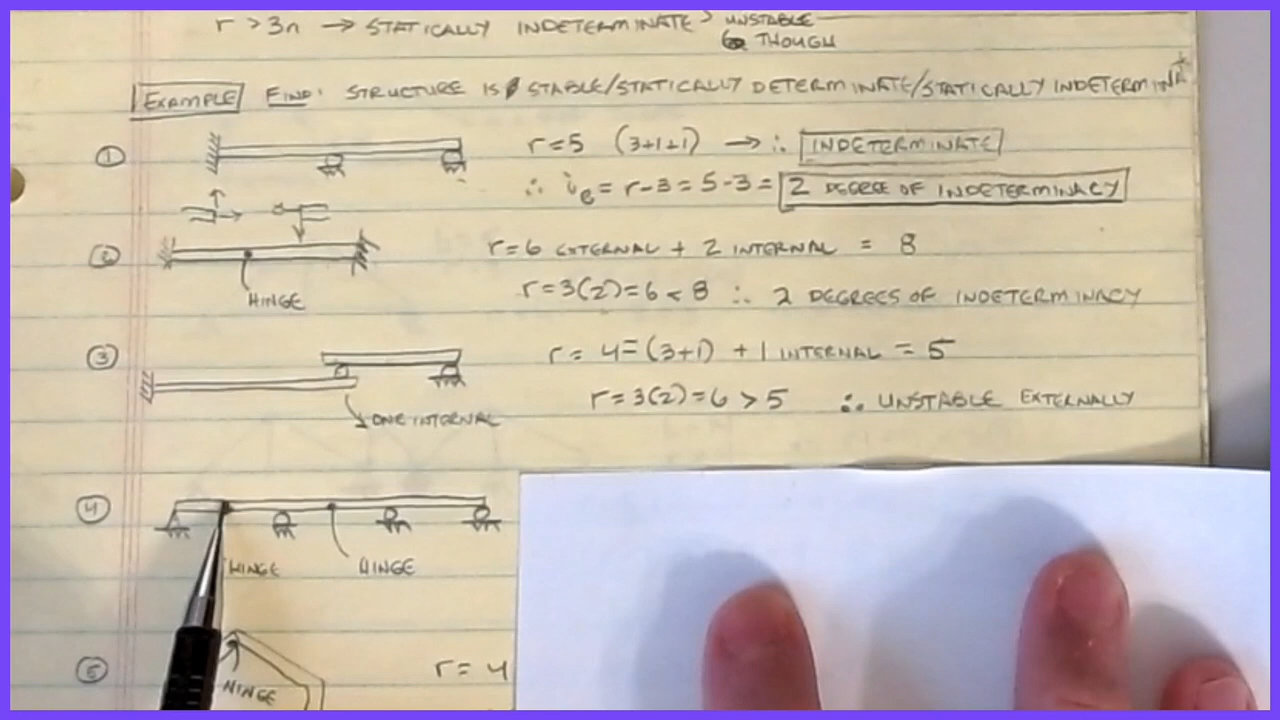 r > 3n → STATICALLY INDETERMINATE > UNSTABLE
THOUGH
EXAMPLE FIND: STRUCTURE IS STABLE/STATICALLY DETERMINATE/STATICALLY INDETERMINAT
① r=5 (3+1+1) → ∴ INDETERMINATE
∴ ie = r-3 = 5-3 = 2 DEGREE OF INDETERMINACY
② r=6 EXTERNAL + 2 INTERNAL = 8
HINGE r=3(2)=6 < 8 ∴ 2 DEGREES OF INDETERMINACY
③ r= 4=(3+1) + 1 INTERNAL = 5
r=3(2)=6 > 5 ∴ UNSTABLE EXTERNALLY
ONE INTERNAL
④
HINGE HINGE
⑤ r= 4
HINGE